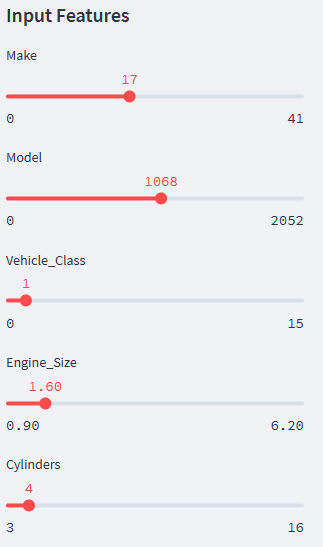 Input Features
Make
17
0 41
Model
1068
0 2052
Vehicle_Class
1
0 15
Engine_Size
1.60
0.90 6.20
Cylinders
4
3 16